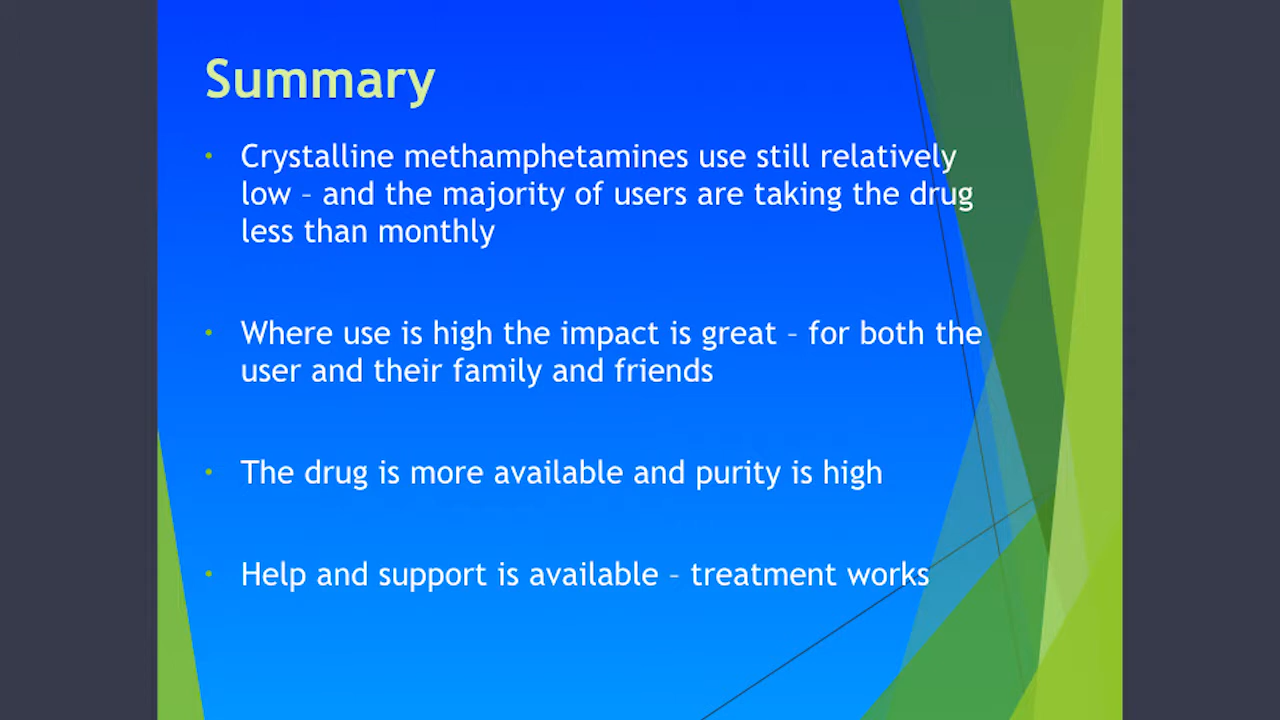 Summary
• Crystalline methamphetamines use still relatively
low – and the majority of users are taking the drug
less than monthly
• Where use is high the impact is great – for both the
user and their family and friends
• The drug is more available and purity is high
• Help and support is available – treatment works